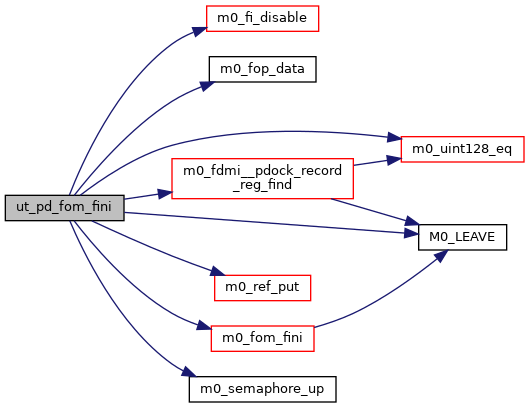 m0_fi_disable
m0_fop_data
m0_uint128_eq
m0_fdmi__pdock_record
_reg_find
ut_pd_fom_fini
M0_LEAVE
m0_ref_put
m0_fom_fini
m0_semaphore_up